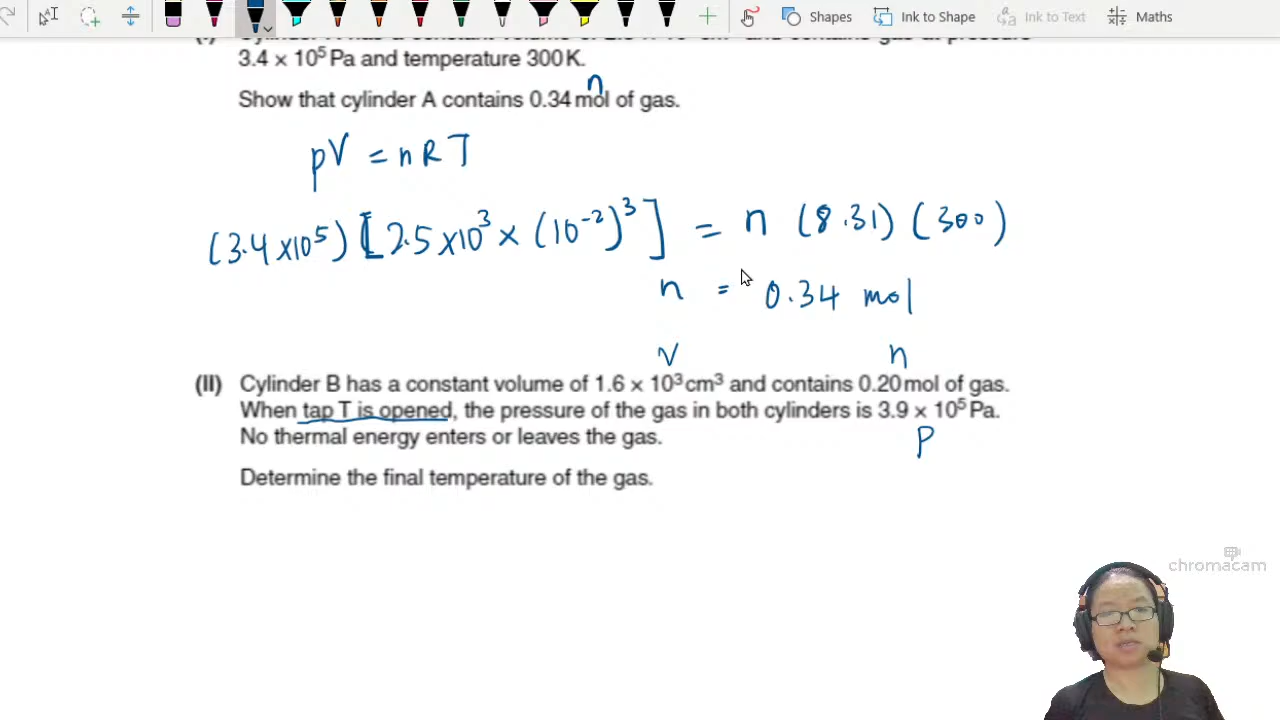 Shapes
Ink to Shape
Ink to Text
Maths
3.4 × 10⁵ Pa and temperature 300 K.
n
Show that cylinder A contains 0.34 mol of gas.
pV = nRT
(3.4×10⁵) [2.5×10³ × (10⁻²)³] = n (8.31) (300)
n = 0.34 mol
V n
(II) Cylinder B has a constant volume of 1.6 × 10³ cm³ and contains 0.20 mol of gas.
When tap T is opened, the pressure of the gas in both cylinders is 3.9 × 10⁵ Pa.
No thermal energy enters or leaves the gas.
P
Determine the final temperature of the gas.
chromacam